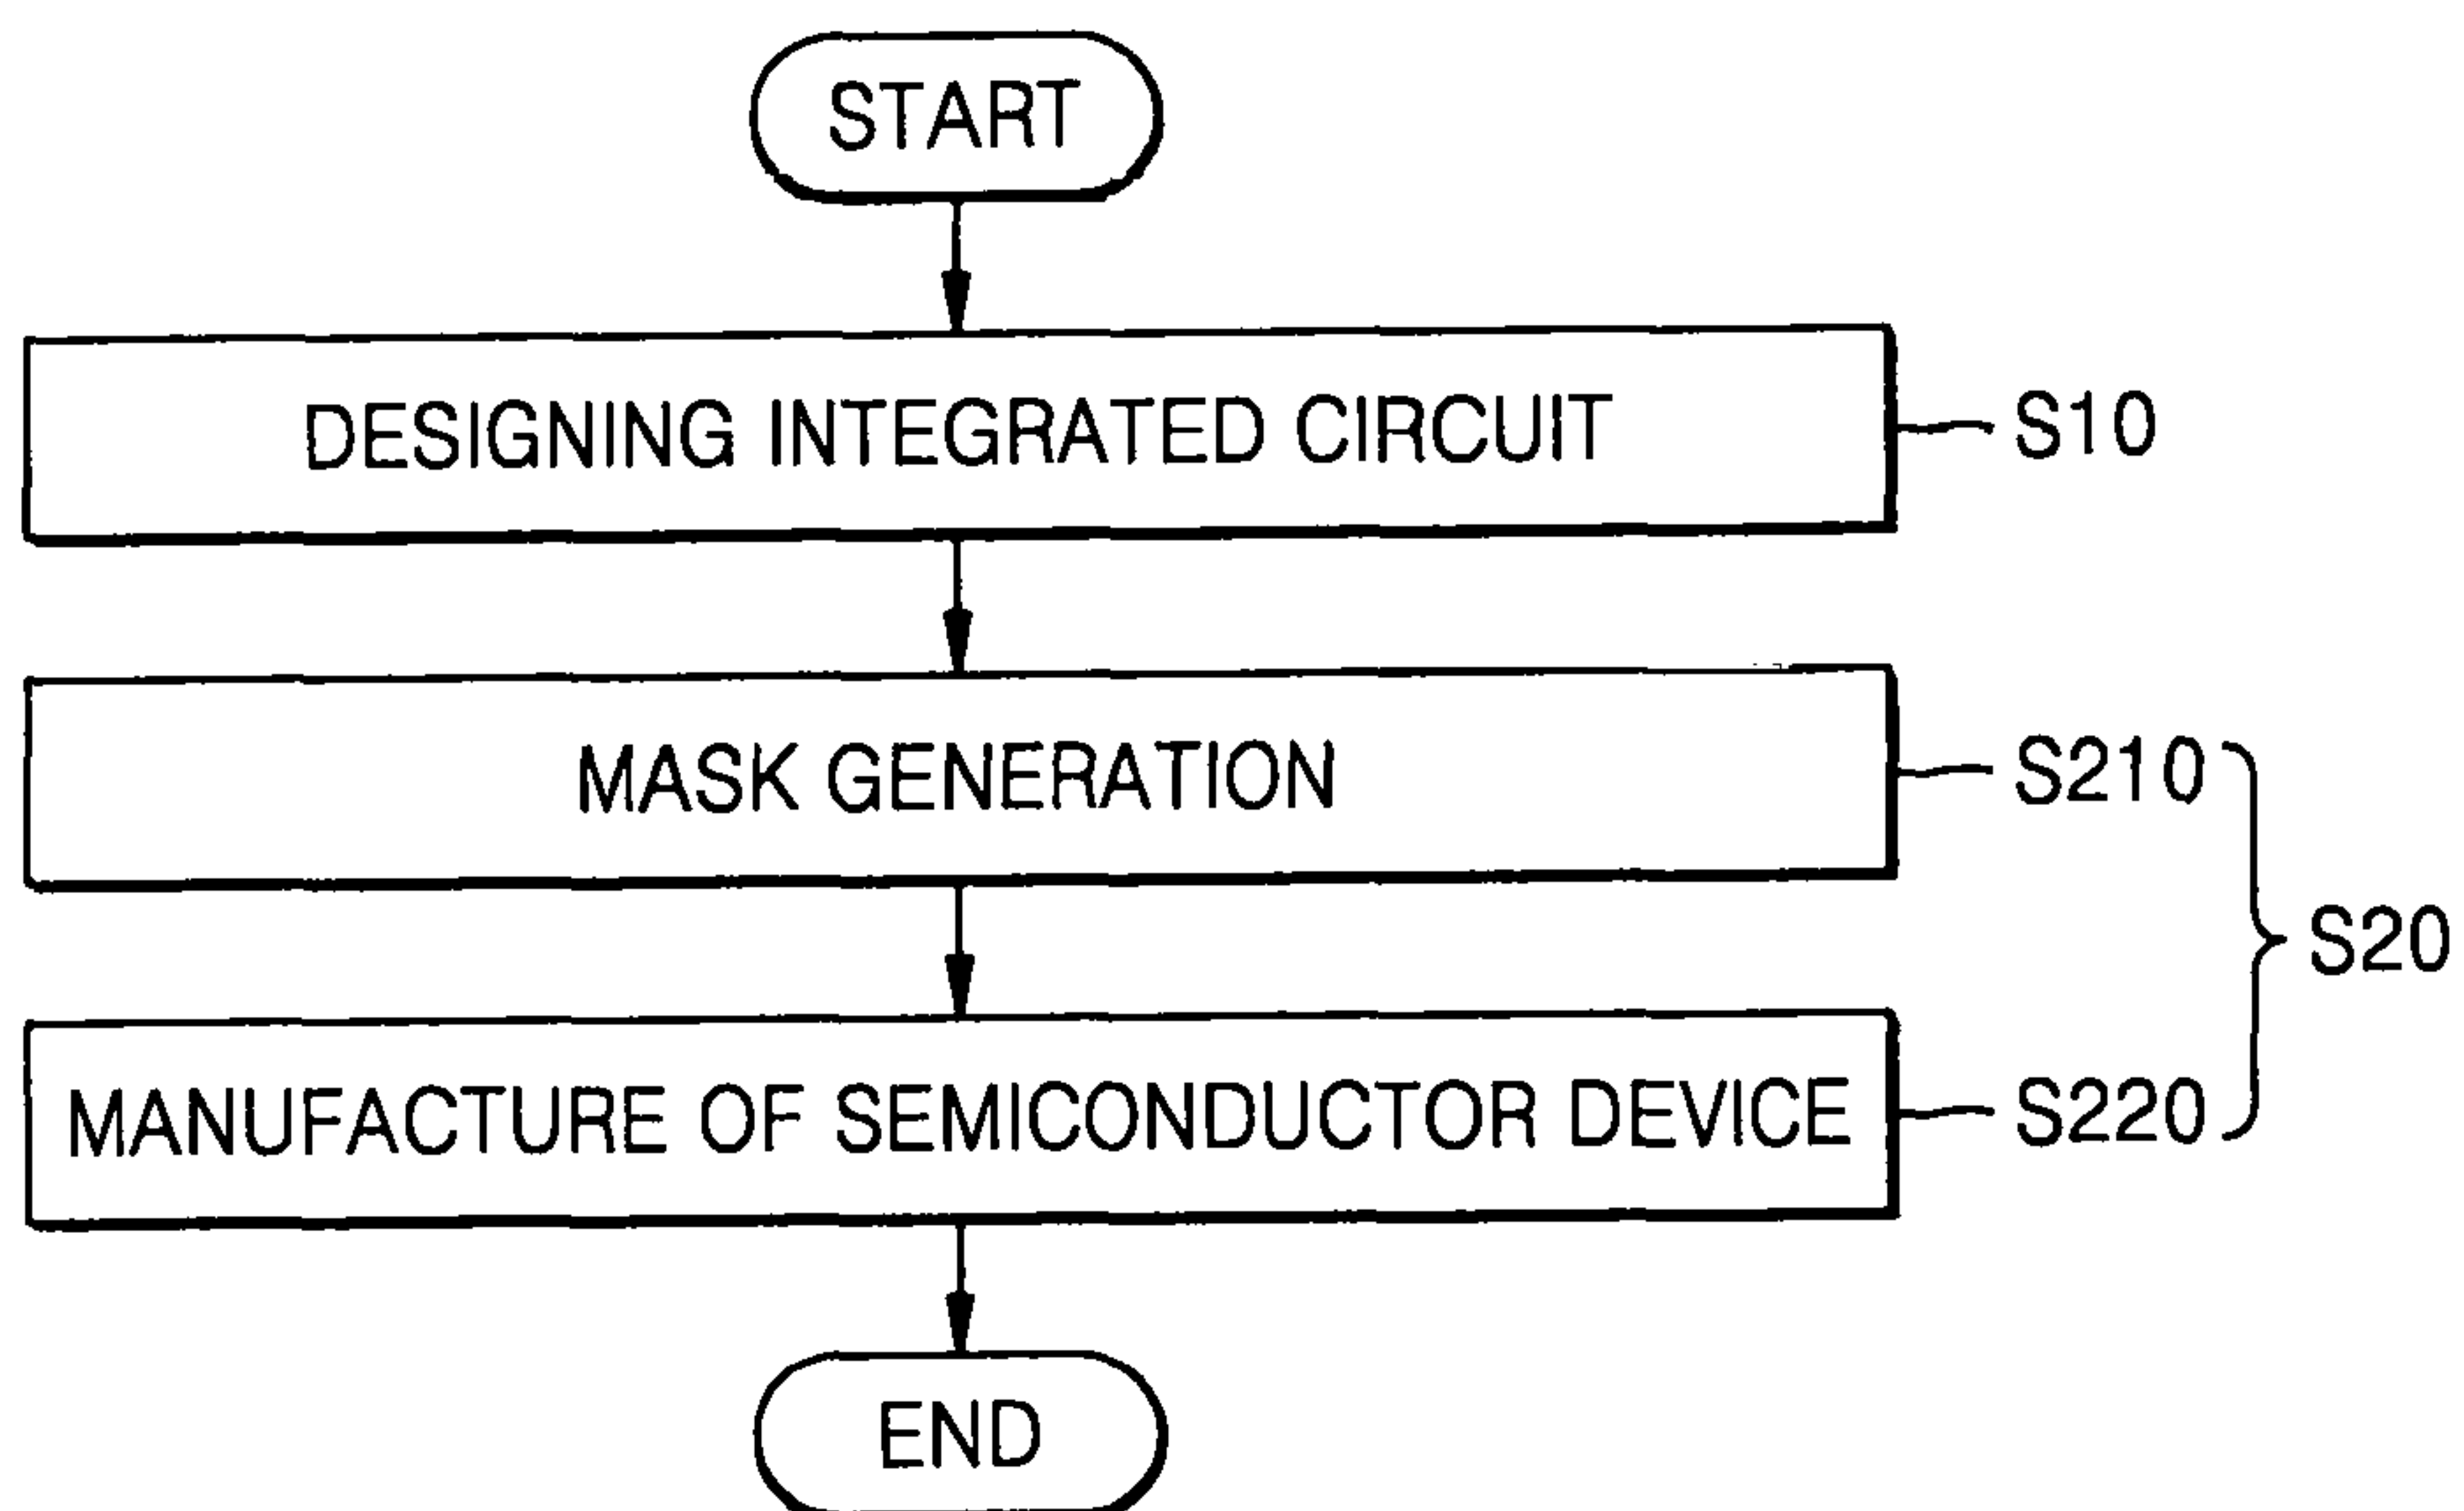 START
DESIGNING INTEGRATED CIRCUIT
S10
MASK GENERATION
S210
S20
MANUFACTURE OF SEMICONDUCTOR DEVICE
S220
END